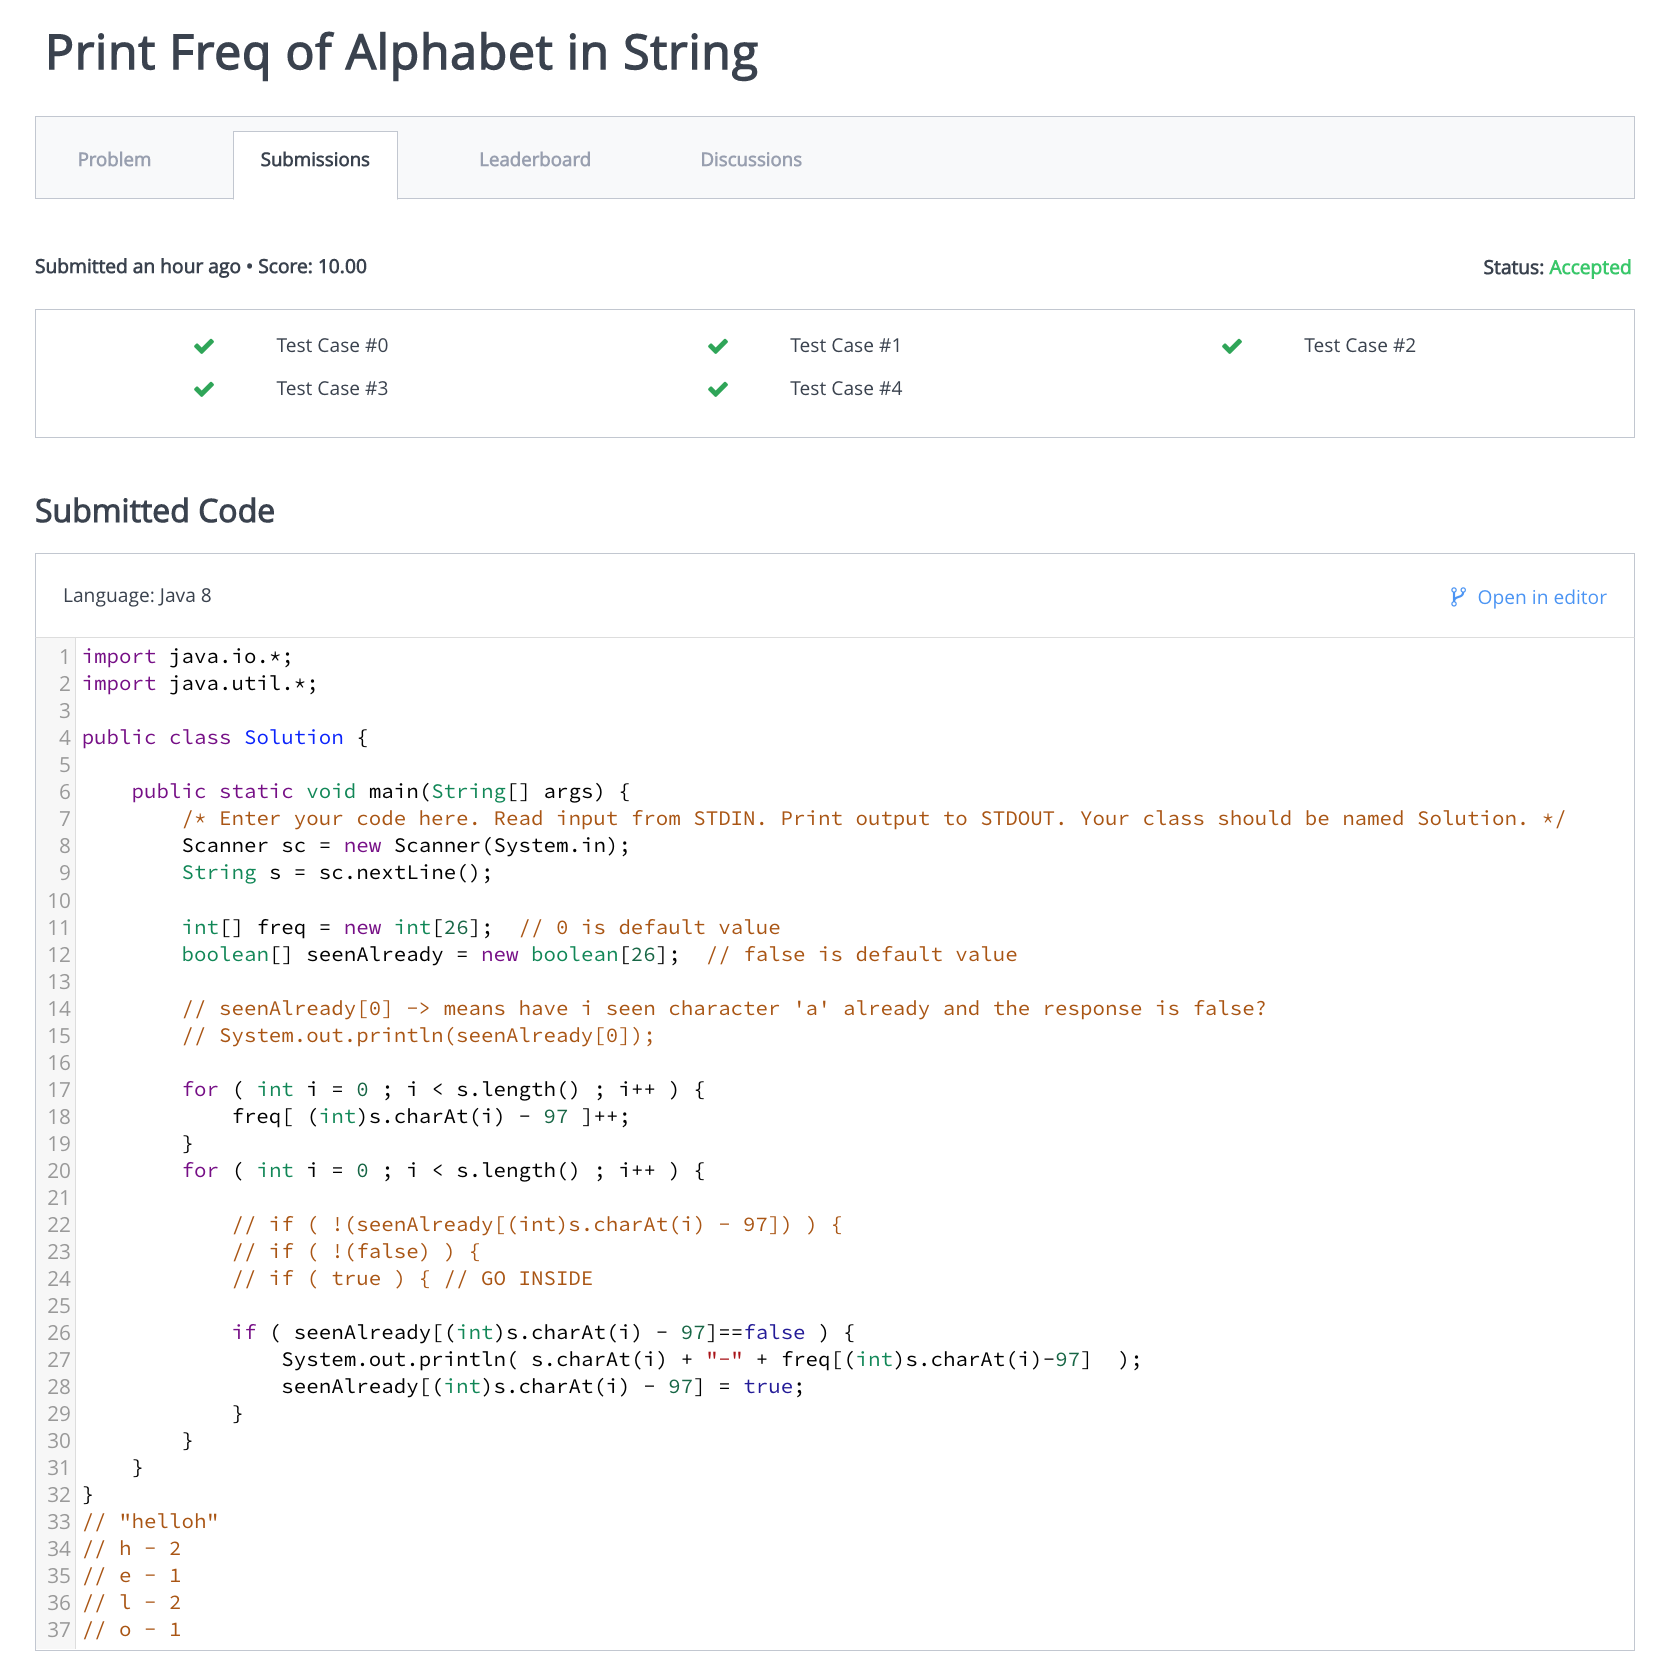 Print Freq of Alphabet in String
Problem Submissions Leaderboard Discussions
Submitted an hour ago • Score: 10.00 Status: Accepted
Test Case #0 Test Case #1 Test Case #2
Test Case #3 Test Case #4
Submitted Code
Language: Java 8 Open in editor
1 import java.io.*;
2 import java.util.*;
3
4 public class Solution {
5
6     public static void main(String[] args) {
7         /* Enter your code here. Read input from STDIN. Print output to STDOUT. Your class should be named Solution. */
8         Scanner sc = new Scanner(System.in);
9         String s = sc.nextLine();
10
11         int[] freq = new int[26];  // 0 is default value
12         boolean[] seenAlready = new boolean[26];  // false is default value
13
14         // seenAlready[0] -> means have i seen character 'a' already and the response is false?
15         // System.out.println(seenAlready[0]);
16
17         for ( int i = 0 ; i < s.length() ; i++ ) {
18             freq[ (int)s.charAt(i) - 97 ]++;
19         }
20         for ( int i = 0 ; i < s.length() ; i++ ) {
21
22             // if ( !(seenAlready[(int)s.charAt(i) - 97]) ) {
23             // if ( !(false) ) {
24             // if ( true ) { // GO INSIDE
25
26             if ( seenAlready[(int)s.charAt(i) - 97]==false ) {
27                 System.out.println( s.charAt(i) + "-" + freq[(int)s.charAt(i)-97]  );
28                 seenAlready[(int)s.charAt(i) - 97] = true;
29             }
30         }
31     }
32 }
33 // "helloh"
34 // h - 2
35 // e - 1
36 // l - 2
37 // o - 1